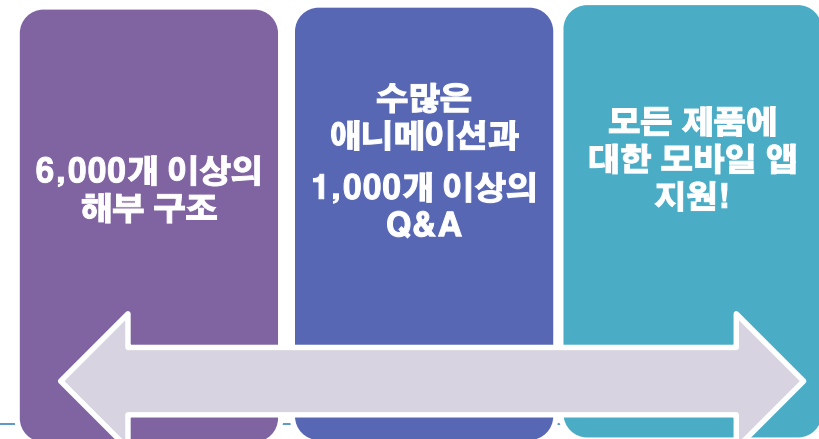 6,000개 이상의
해부 구조
수많은
애니메이션과
1,000개 이상의
Q&A
모든 제품에
대한 모바일 앱
지원!